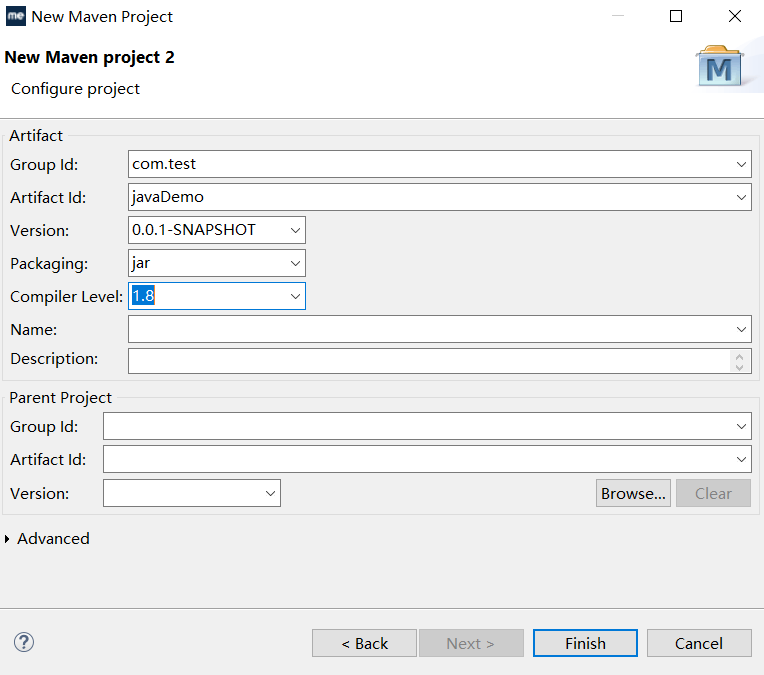 me New Maven Project
New Maven project 2
Configure project
M
Artifact
Group Id: com.test
Artifact Id: javaDemo
Version: 0.0.1-SNAPSHOT
Packaging: jar
Compiler Level: 1.8
Name:
Description:
Parent Project
Group Id:
Artifact Id:
Version: Browse... Clear
Advanced
? < Back Next > Finish Cancel